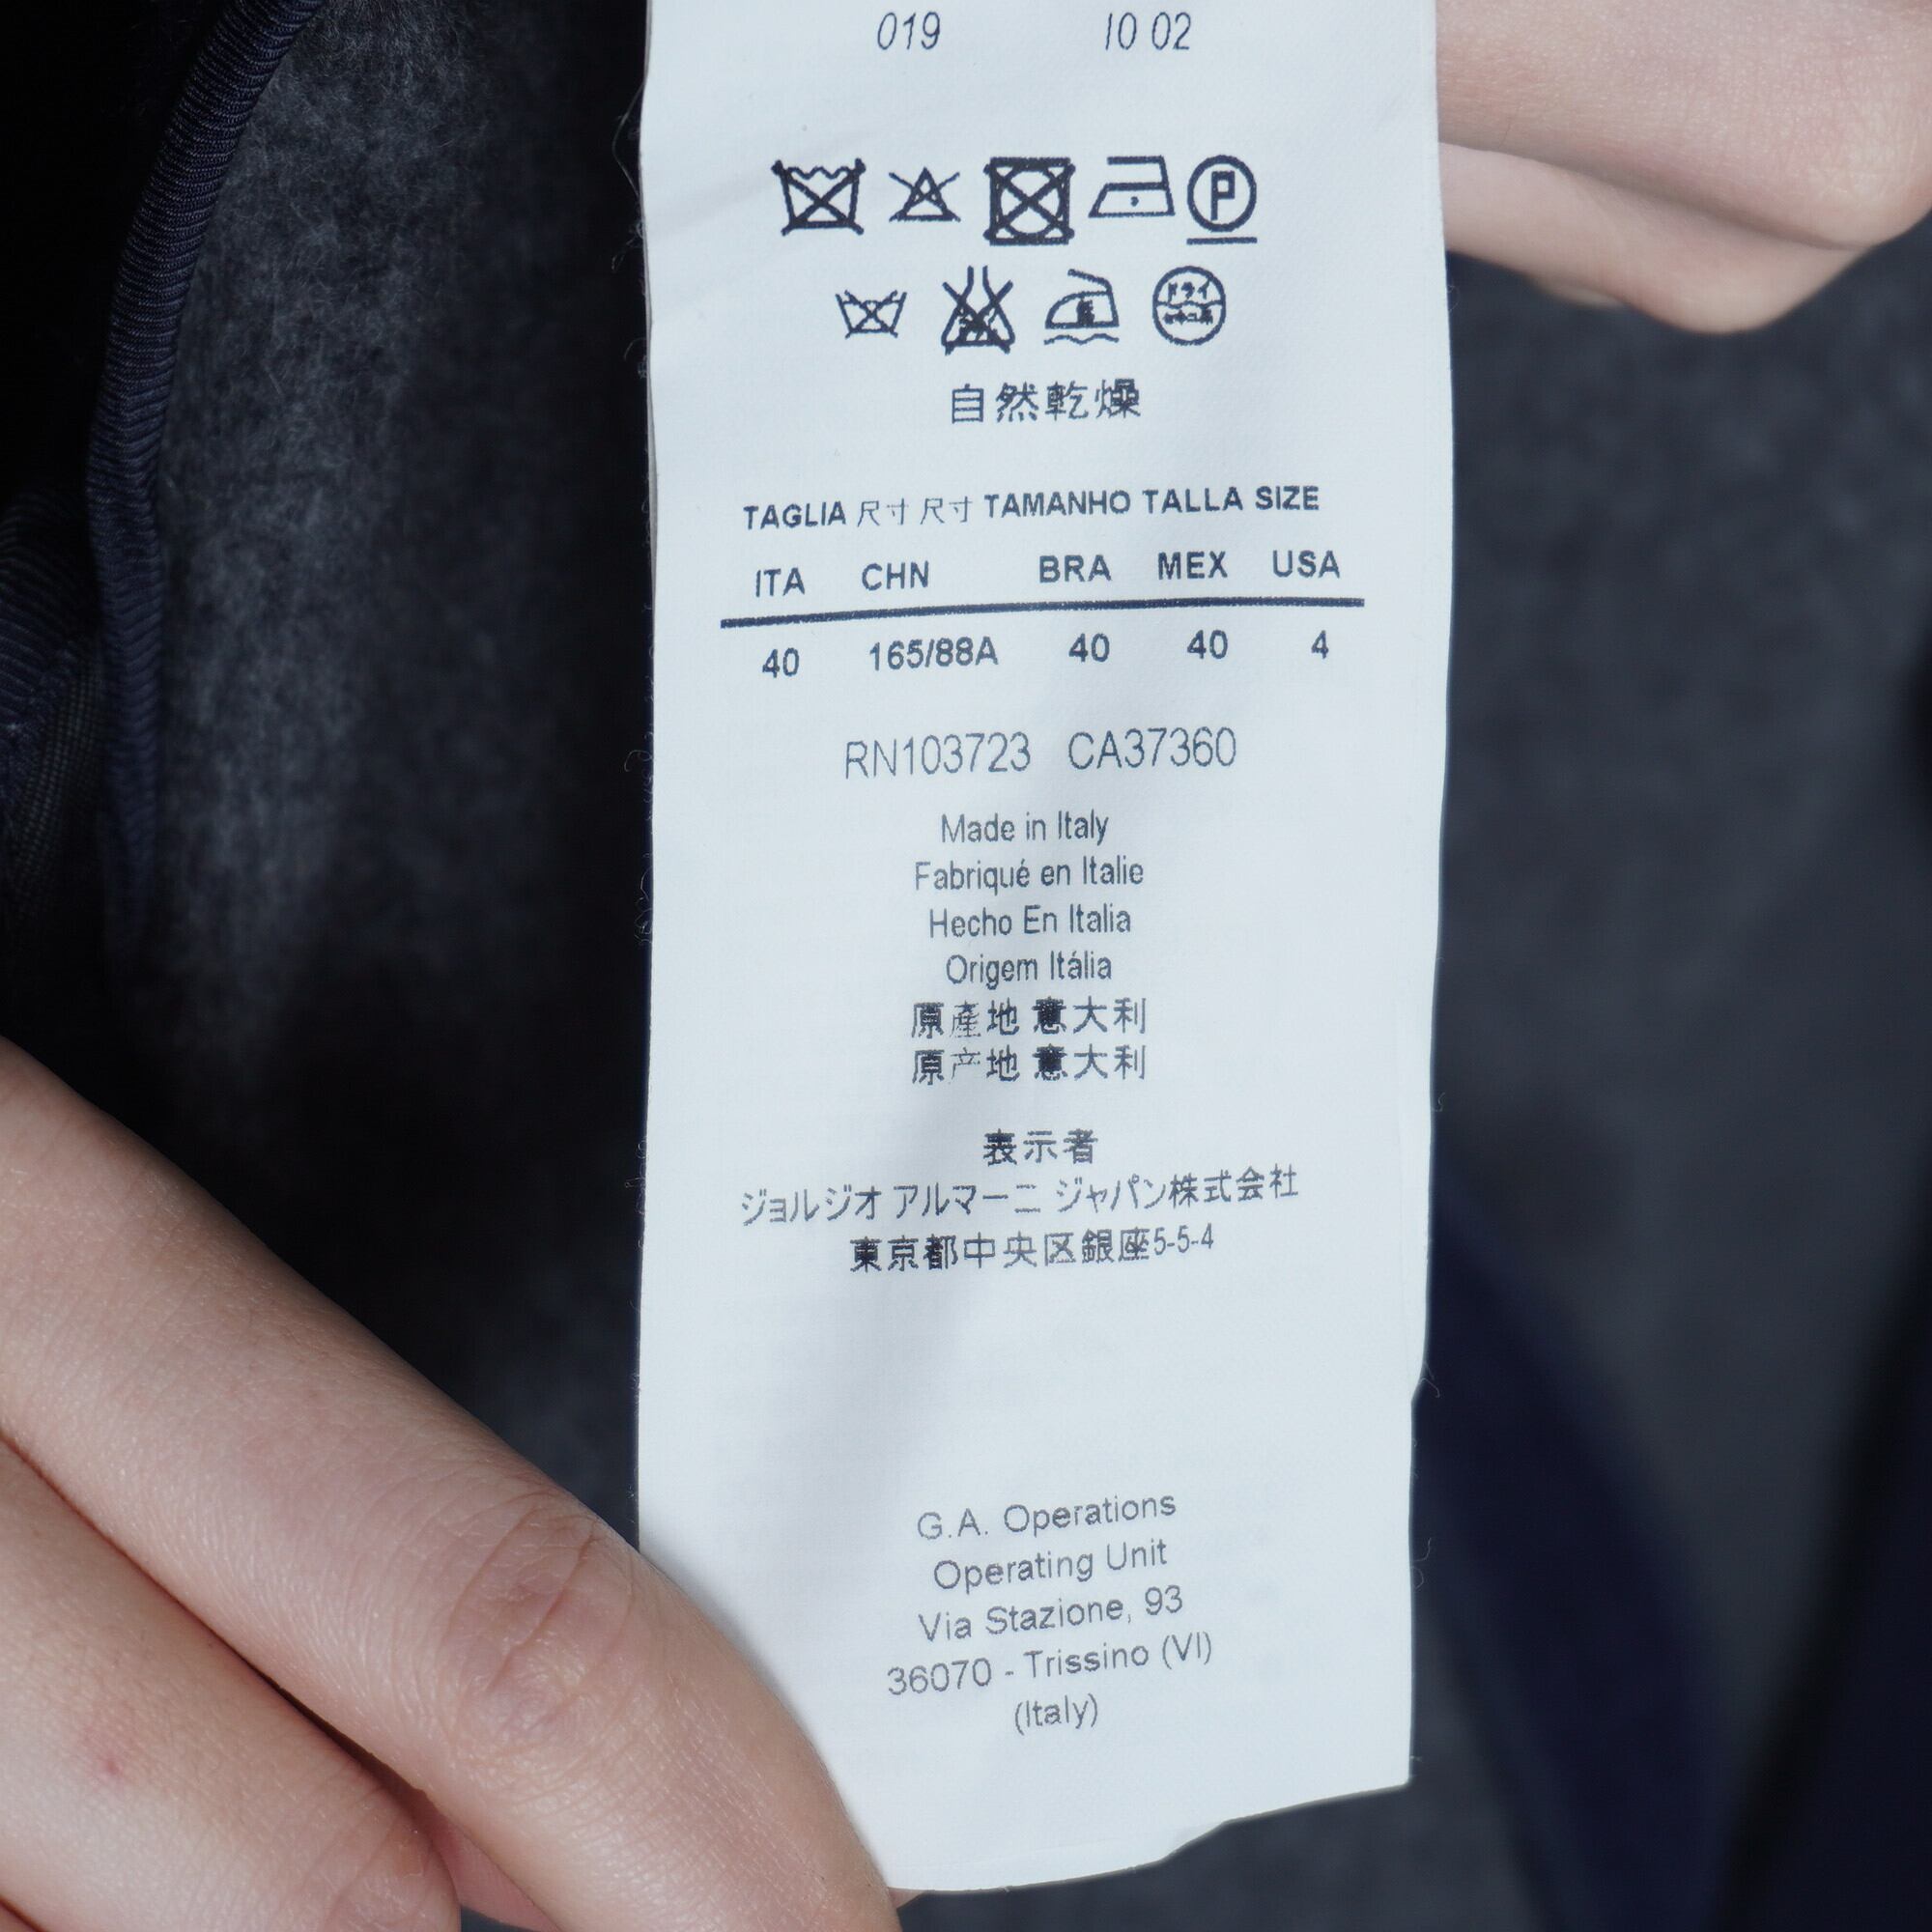 019 10 02
P
ドライ
自然乾燥
TAGLIA 尺寸 尺寸 TAMANHO TALLA SIZE
ITA CHN BRA MEX USA
40 165/88A 40 40 4
RN103723 CA37360
Made in Italy
Fabriqué en Italie
Hecho En Italia
Origem Itália
原產地 意大利
原产地 意大利
表示者
ジョルジオ アルマーニ ジャパン株式会社
東京都中央区銀座5-5-4
G.A. Operations
Operating Unit
Via Stazione, 93
36070 - Trissino (VI)
(Italy)